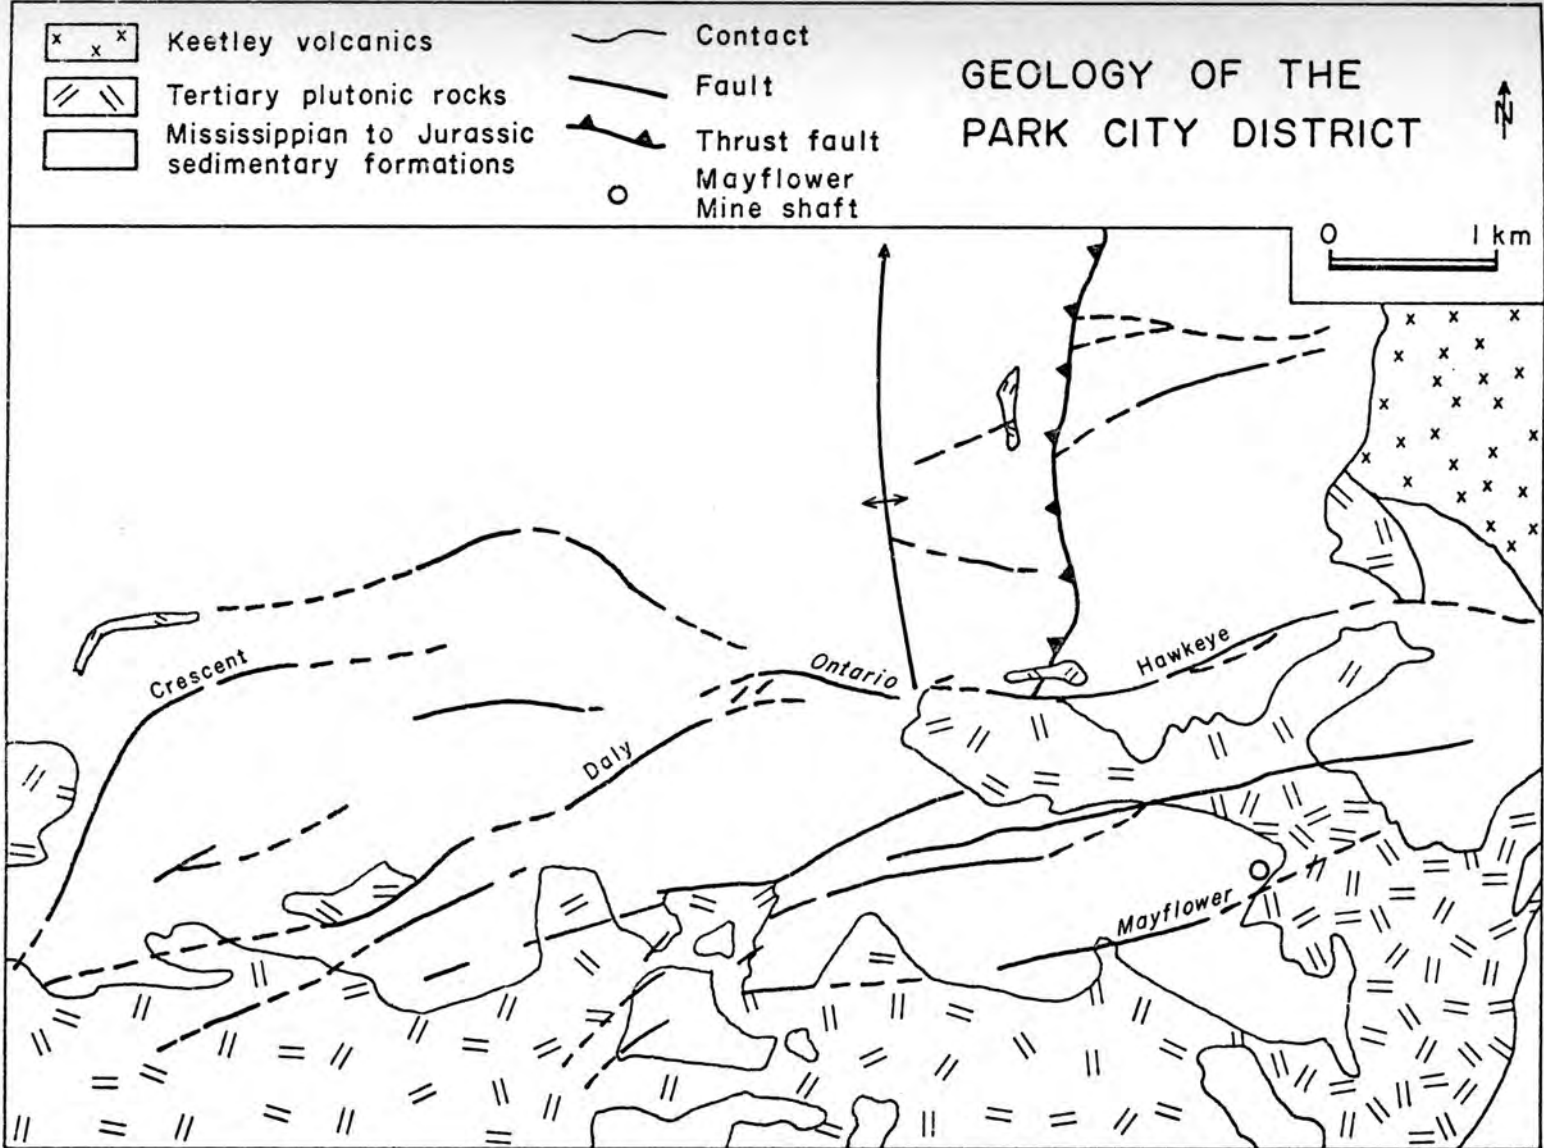 Keetley volcanics
Tertiary plutonic rocks
Mississippian to Jurassic
sedimentary formations
Contact
Fault
Thrust fault
Mayflower
Mine shaft
GEOLOGY OF THE
PARK CITY DISTRICT
N
0 1 km
Crescent
Ontario
Hawkeye
Daly
Mayflower